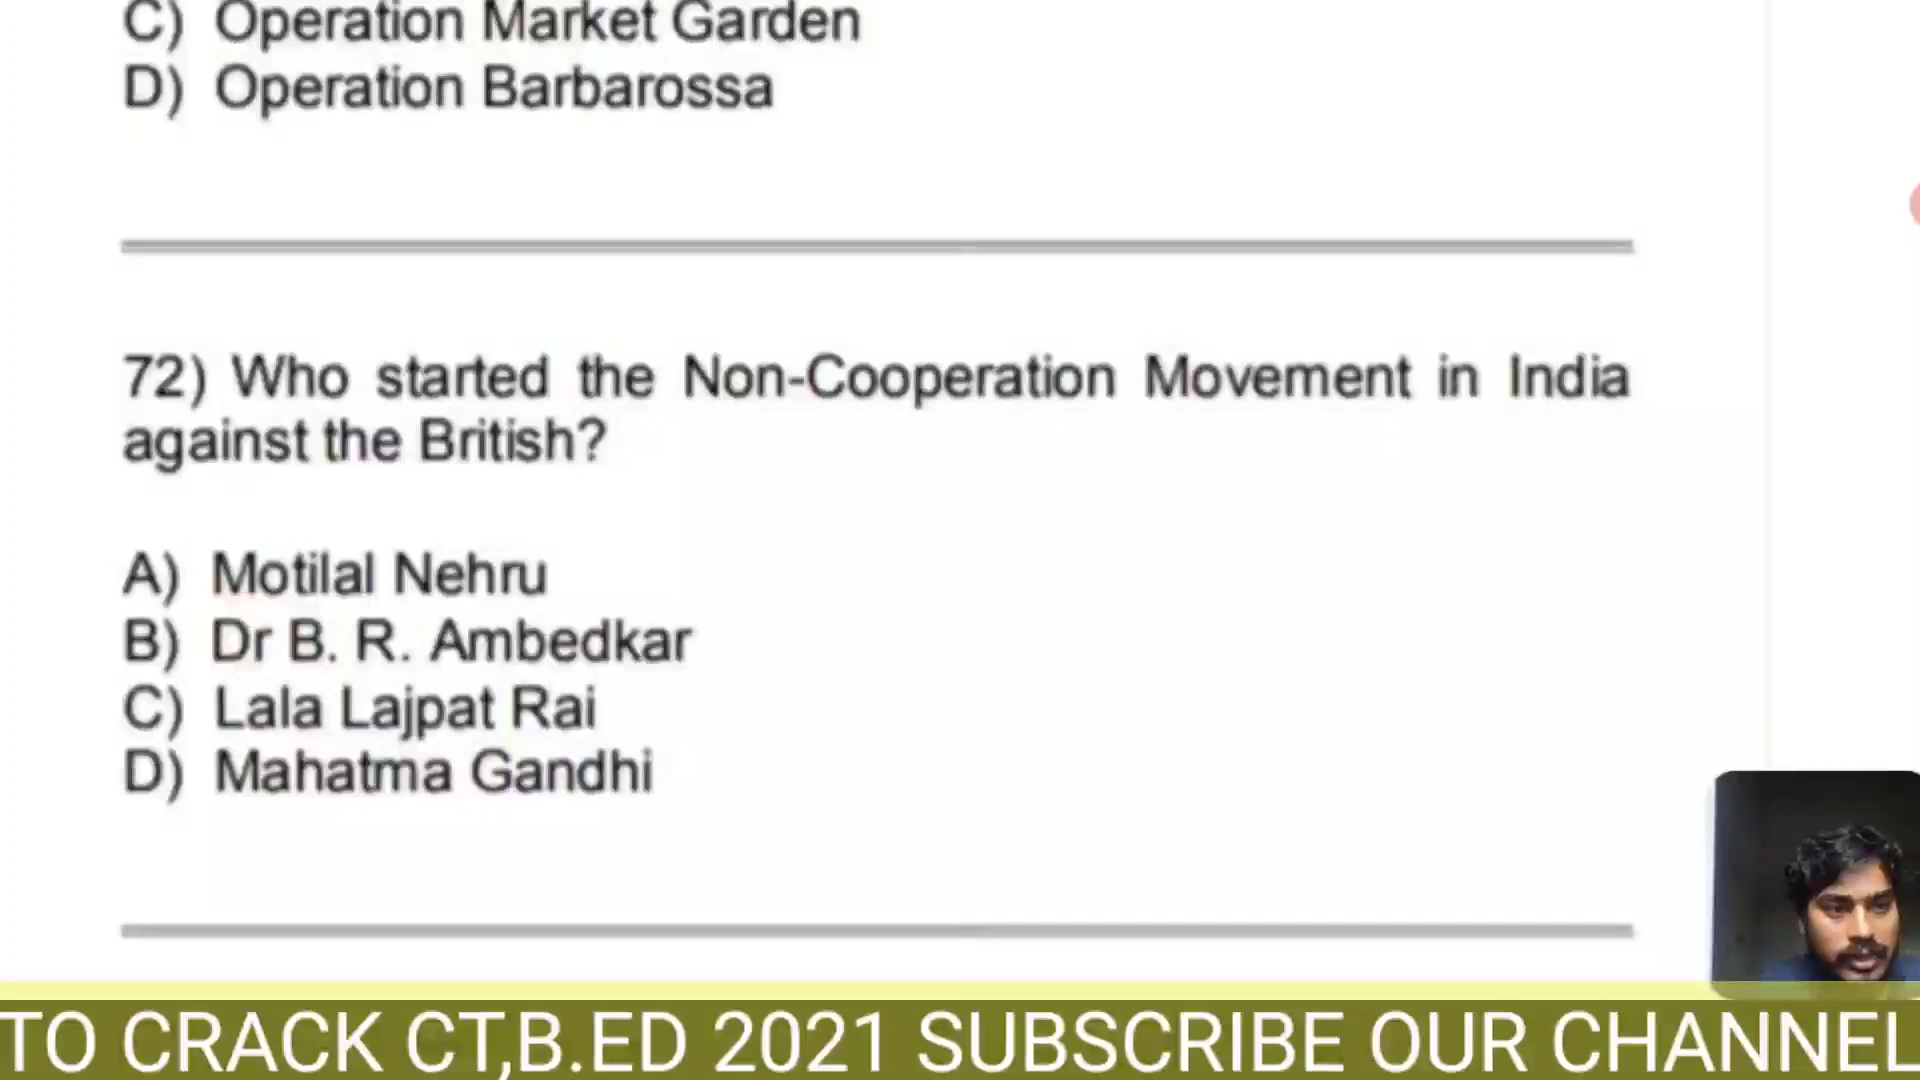 C) Operation Market Garden
D) Operation Barbarossa
72) Who started the Non-Cooperation Movement in India
against the British?
A) Motilal Nehru
B) Dr B. R. Ambedkar
C) Lala Lajpat Rai
D) Mahatma Gandhi
TO CRACK CT,B.ED 2021 SUBSCRIBE OUR CHANNEL